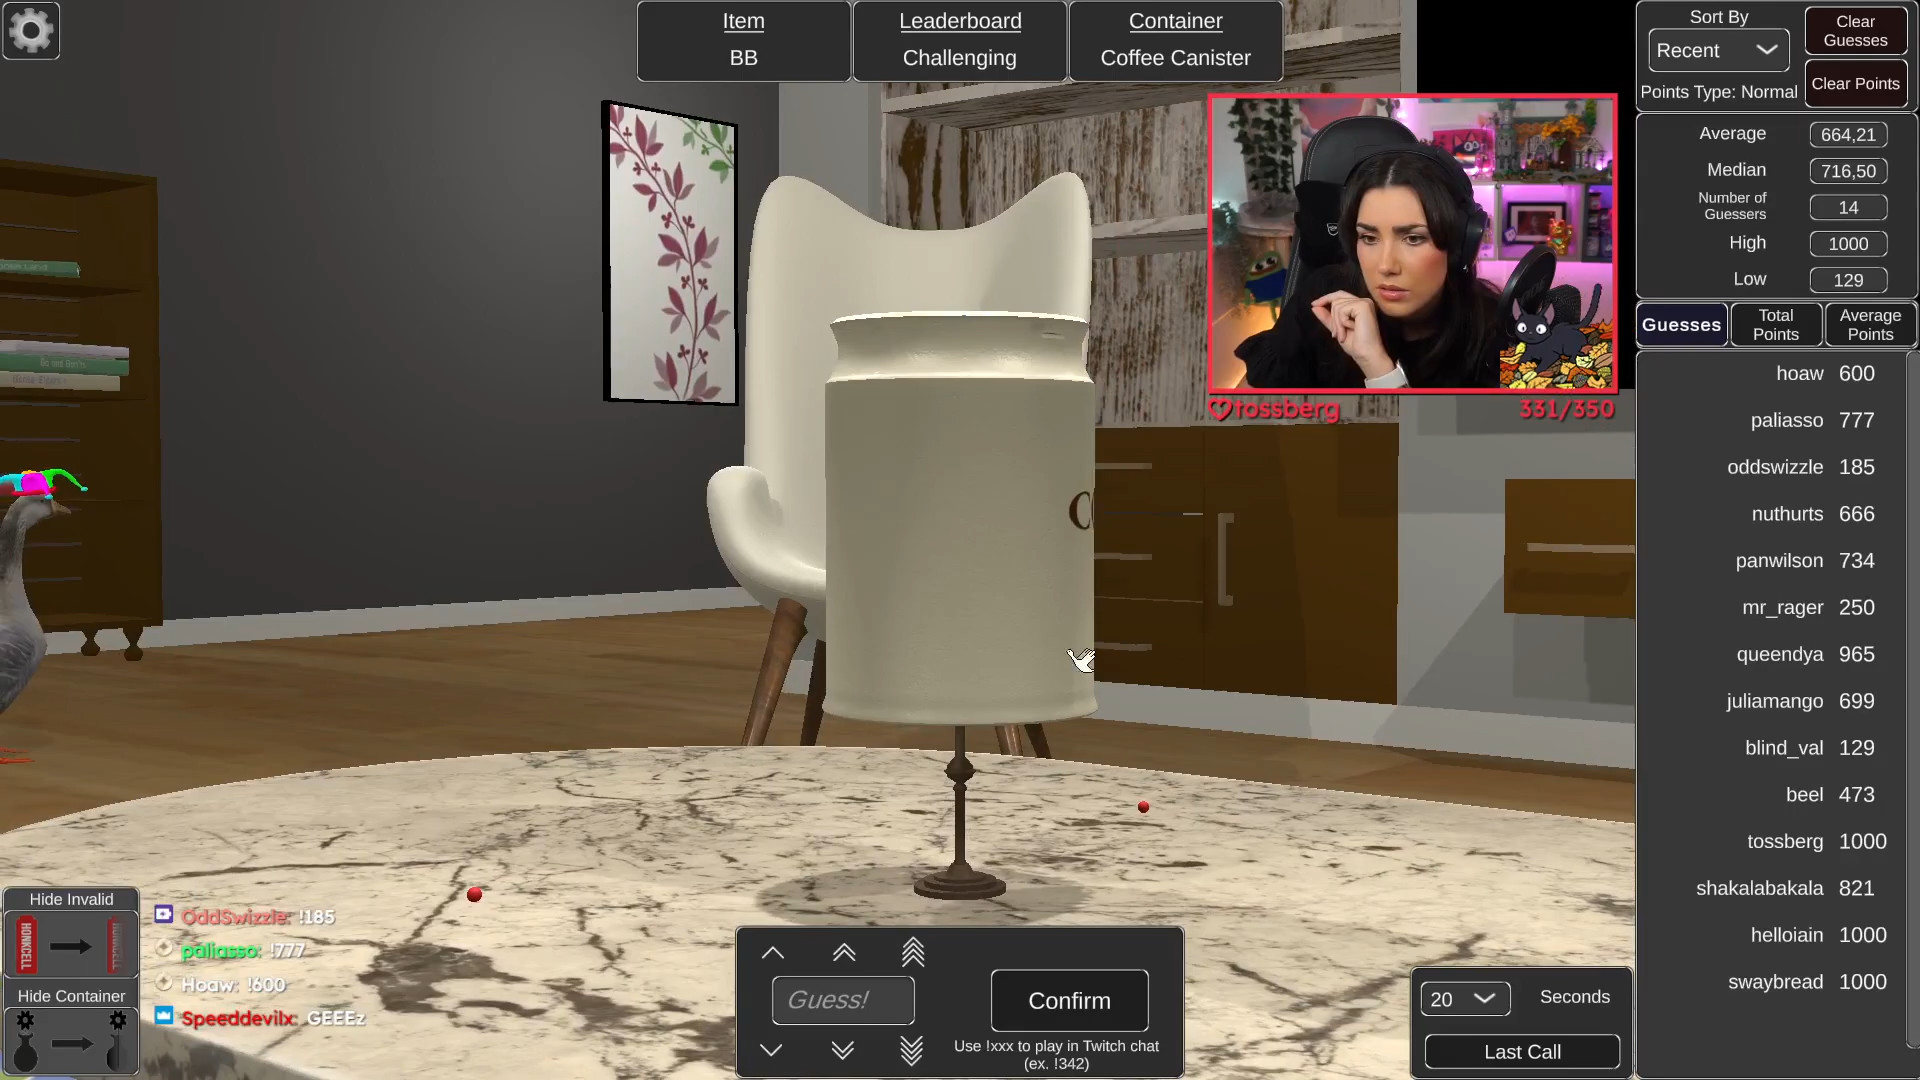 Item
BB
Leaderboard
Challenging
Container
Coffee Canister
Sort By
Recent
Clear Guesses
Points Type: Normal
Clear Points
Average 664,21
Median 716,50
Number of Guessers 14
High 1000
Low 129
Guesses
Total Points
Average Points
hoaw 600
paliasso 777
oddswizzle 185
nuthurts 666
panwilson 734
mr_rager 250
queendya 965
juliamango 699
blind_val 129
beel 473
tossberg 1000
shakalabakala 821
helloiain 1000
swaybread 1000
tossberg 331/350
Hide Invalid
HONKCELL
Hide Container
OddSwizzle: !185
paliasso: !777
Hoaw: !600
Speeddevilx: GEEEz
Guess!
Confirm
Use !xxx to play in Twitch chat
(ex. !342)
20 Seconds
Last Call